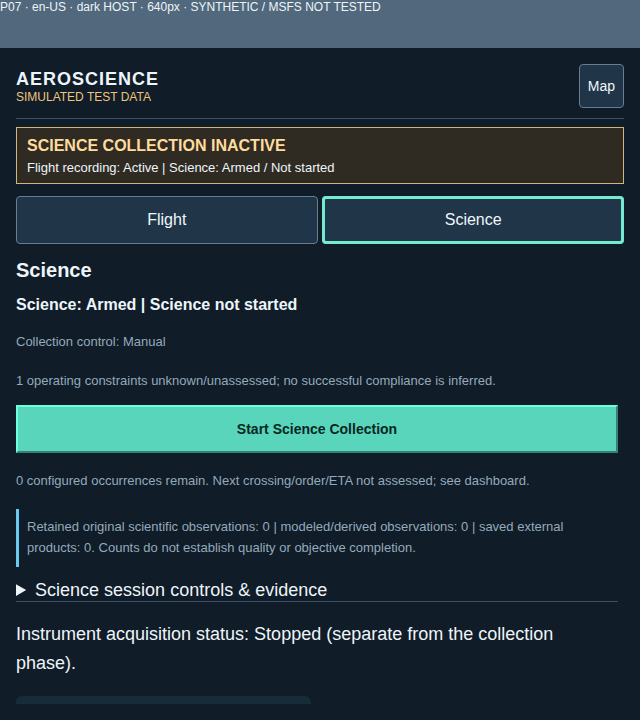 P07 · en-US · dark HOST · 640px · SYNTHETIC / MSFS NOT TESTED
AEROSCIENCE
SIMULATED TEST DATA
Map
SCIENCE COLLECTION INACTIVE
Flight recording: Active | Science: Armed / Not started
Flight
Science
Science
Science: Armed | Science not started
Collection control: Manual
1 operating constraints unknown/unassessed; no successful compliance is inferred.
Start Science Collection
0 configured occurrences remain. Next crossing/order/ETA not assessed; see dashboard.
Retained original scientific observations: 0 | modeled/derived observations: 0 | saved external
products: 0. Counts do not establish quality or objective completion.
Science session controls & evidence
Instrument acquisition status: Stopped (separate from the collection
phase).